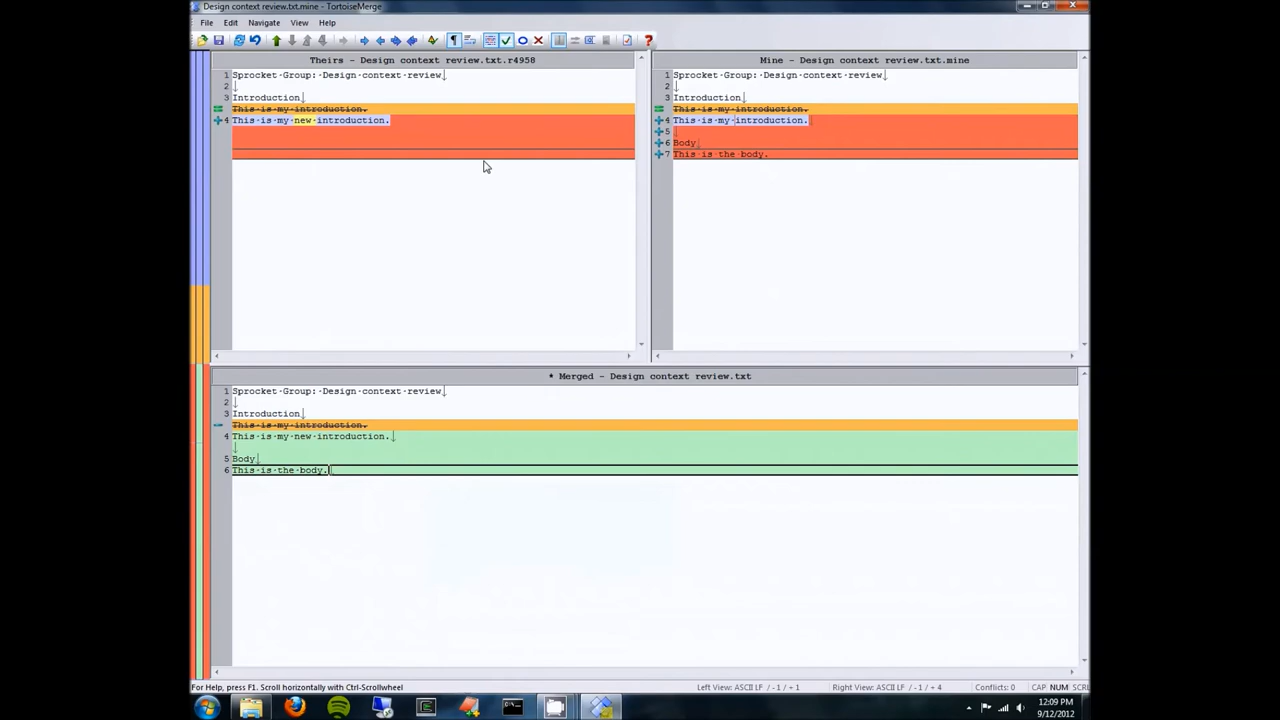 Design context review.txt.mine - TortoiseMerge
File Edit Navigate View Help
Theirs - Design context review.txt.r4958
1 Sprocket·Group:·Design·context·review↓
2 ↓
3 Introduction↓
This·is·my·introduction.
4 This·is·my·new·introduction.
Mine - Design context review.txt.mine
1 Sprocket·Group:·Design·context·review↓
2 ↓
3 Introduction↓
This·is·my·introduction.
4 This·is·my·introduction.↓
5 ↓
6 Body↓
7 This·is·the·body.
* Merged - Design context review.txt
1 Sprocket·Group:·Design·context·review↓
2 ↓
3 Introduction↓
This·is·my·introduction.
4 This·is·my·new·introduction.↓
↓
5 Body↓
6 This·is·the·body.
For Help, press F1. Scroll horizontally with Ctrl-Scrollwheel
Left View: ASCII LF / -1 / +1
Right View: ASCII LF / -1 / +4
Conflicts: 0
CAP NUM SCRL
12:09 PM
9/12/2012